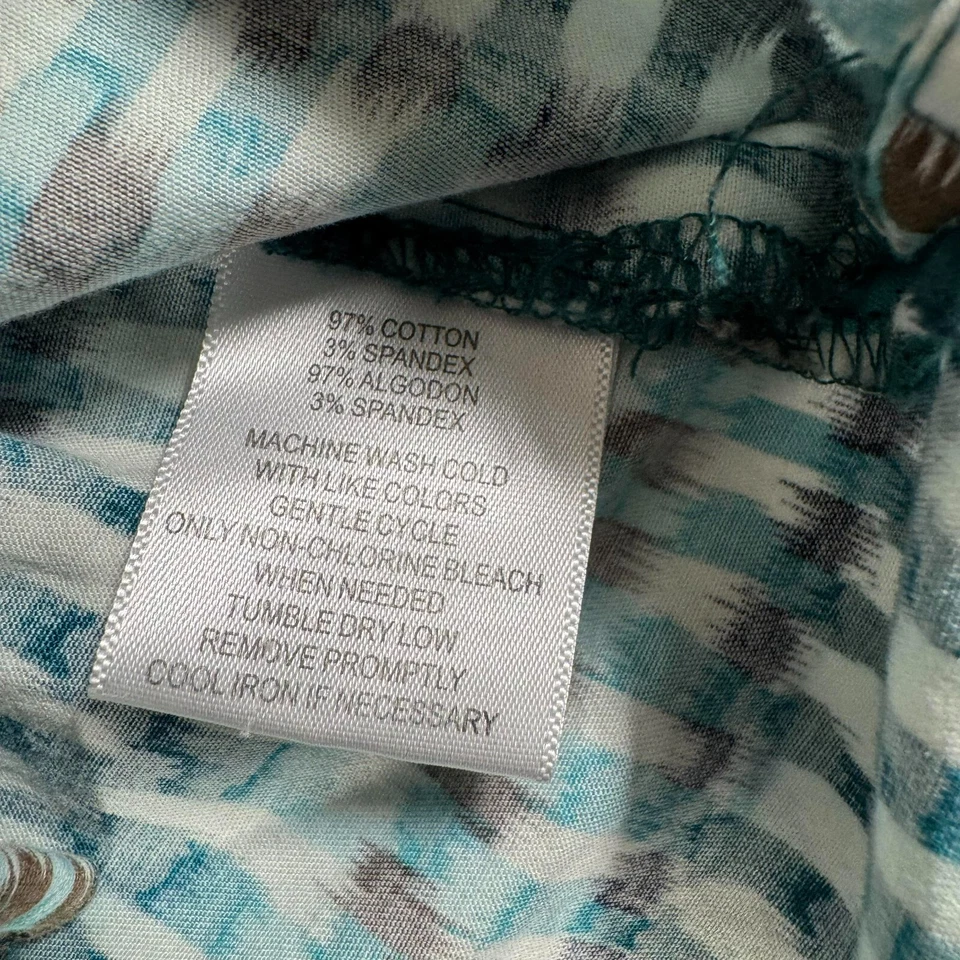 97% COTTON
3% SPANDEX
97% ALGODON
3% SPANDEX
MACHINE WASH COLD
WITH LIKE COLORS
GENTLE CYCLE
ONLY NON-CHLORINE BLEACH
WHEN NEEDED
TUMBLE DRY LOW
REMOVE PROMPTLY
COOL IRON IF NECESSARY